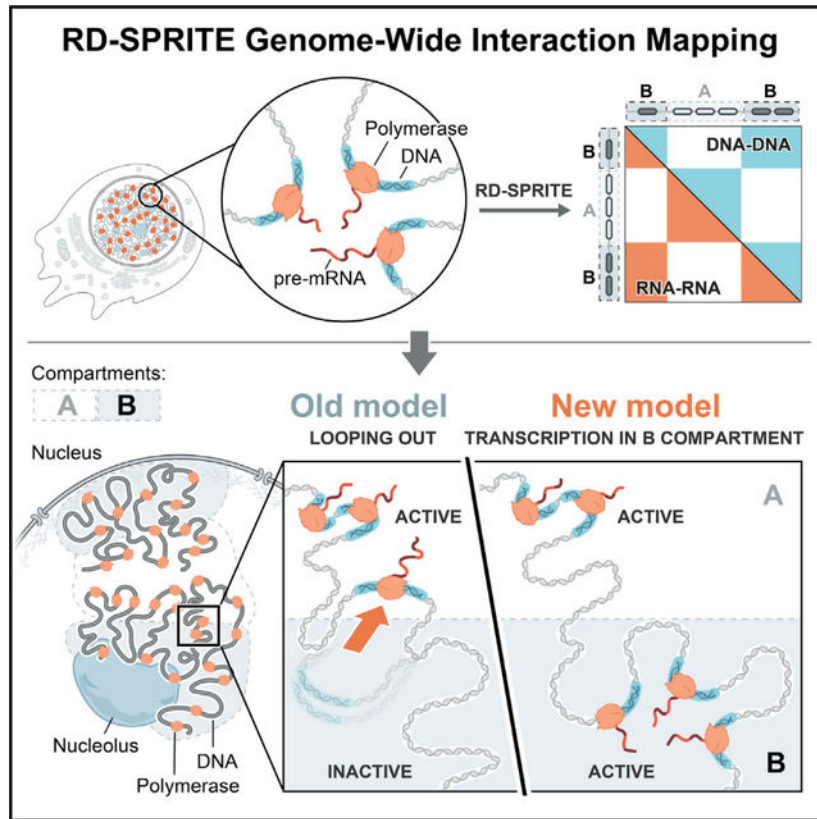 RD-SPRITE Genome-Wide Interaction Mapping
Polymerase
DNA
pre-mRNA
RD-SPRITE
B A B
B
A
B
DNA-DNA
RNA-RNA
Compartments:
A B
Nucleus
Nucleolus
DNA
Polymerase
Old model
LOOPING OUT
ACTIVE
INACTIVE
New model
TRANSCRIPTION IN B COMPARTMENT
A
ACTIVE
ACTIVE
B